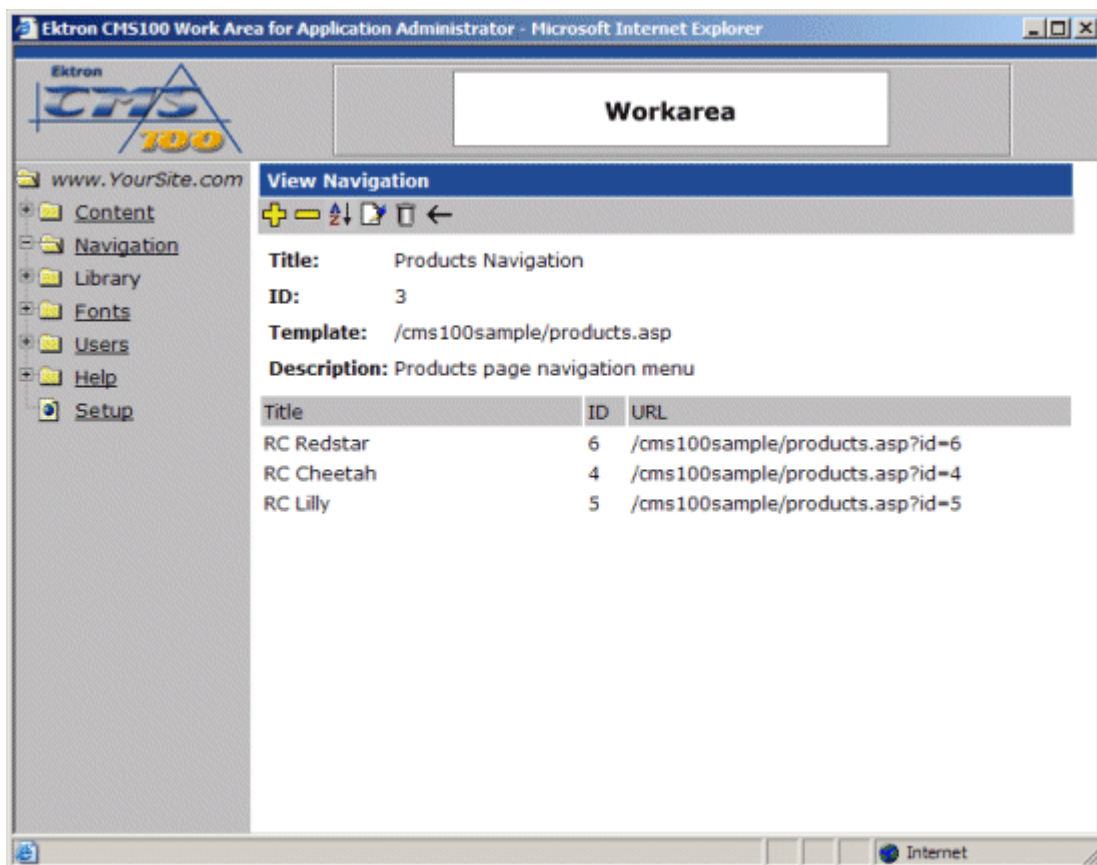 Ektron CMS100 Work Area for Application Administrator - Microsoft Internet Explorer
Ektron
CMS
100
Workarea
www.YourSite.com
Content
Navigation
Library
Fonts
Users
Help
Setup
View Navigation
Title: Products Navigation
ID: 3
Template: /cms100sample/products.asp
Description: Products page navigation menu
Title ID URL
RC Redstar 6 /cms100sample/products.asp?id=6
RC Cheetah 4 /cms100sample/products.asp?id=4
RC Lilly 5 /cms100sample/products.asp?id=5
Internet